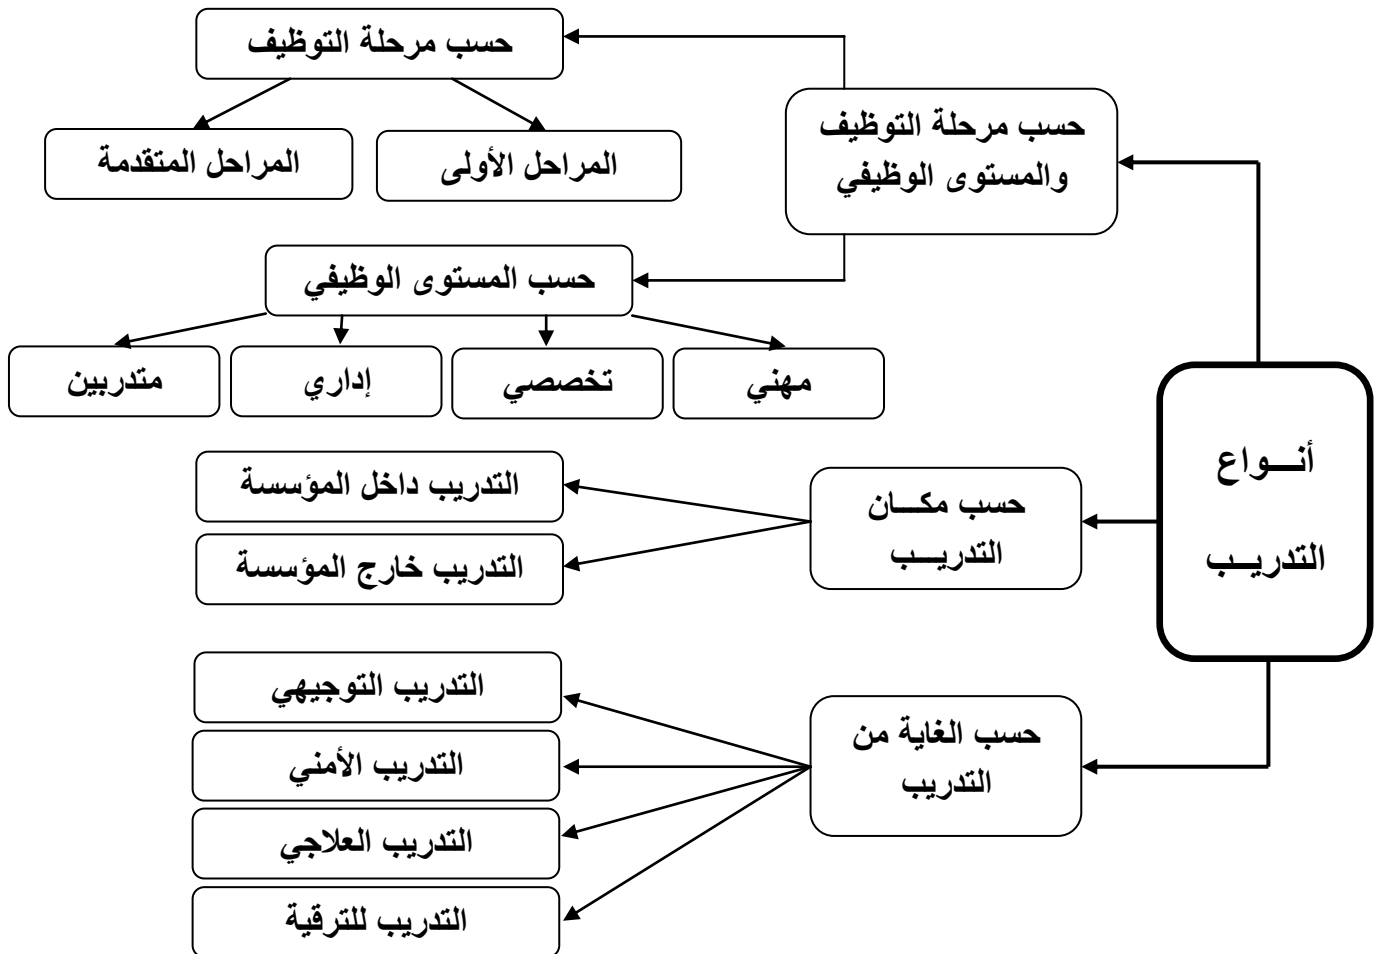 حسب مرحلة التوظيف
حسب مرحلة التوظيف
والمستوى الوظيفي
المراحل الأولى
المراحل المتقدمة
حسب المستوى الوظيفي
مهني
تخصصي
إداري
متدربين
أنــواع
التدريــب
حسب مكــان
التدريــب
التدريب داخل المؤسسة
التدريب خارج المؤسسة
حسب الغاية من
التدريب
التدريب التوجيهي
التدريب الأمني
التدريب العلاجي
التدريب للترقية